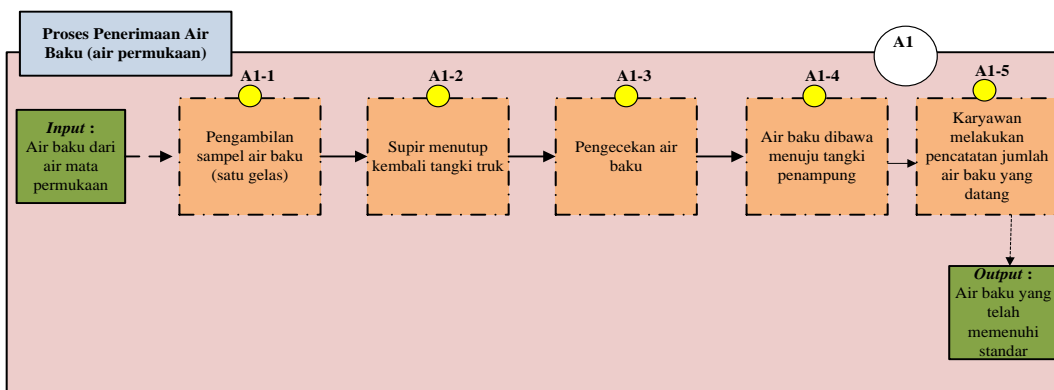 Proses Penerimaan Air
Baku (air permukaan)
A1
Input :
Air baku dari
air mata
permukaan
A1-1
Pengambilan
sampel air baku
(satu gelas)
A1-2
Supir menutup
kembali tangki truk
A1-3
Pengecekan air
baku
A1-4
Air baku dibawa
menuju tangki
penampung
A1-5
Karyawan
melakukan
pencatatan jumlah
air baku yang
datang
Output :
Air baku yang
telah
memenuhi
standar